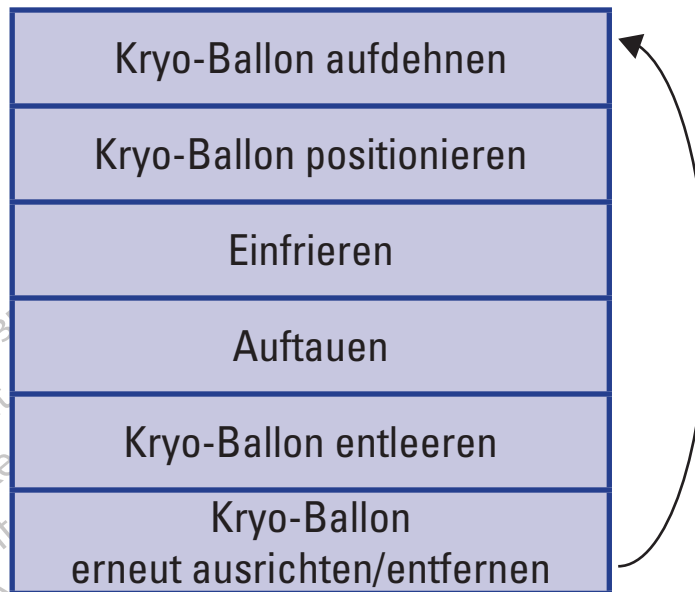 Kryo-Ballon aufdehnen
Kryo-Ballon positionieren
Einfrieren
Auftauen
Kryo-Ballon entleeren
Kryo-Ballon
erneut ausrichten/entfernen